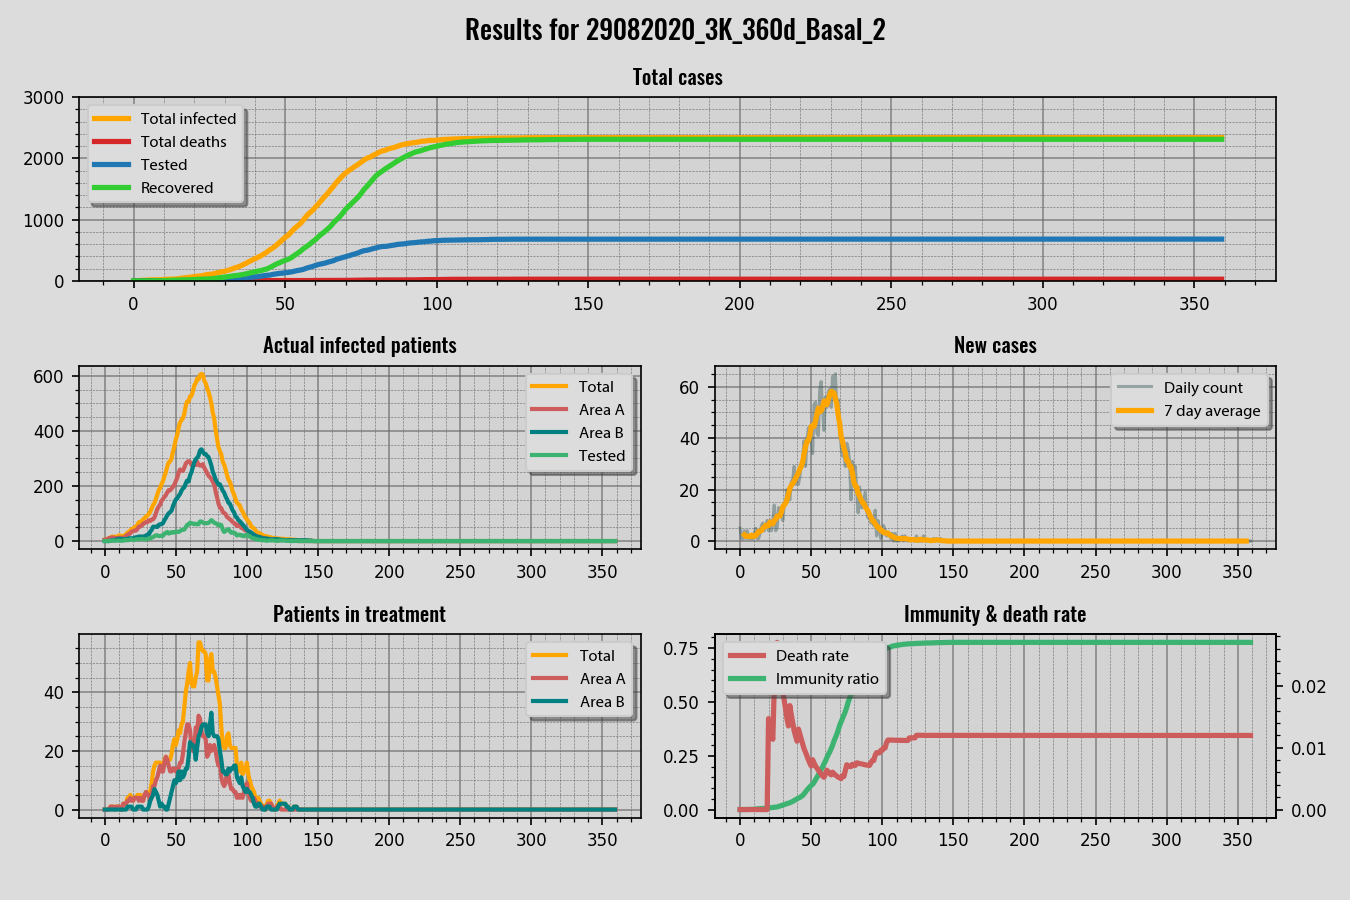 Results for 29082020_3K_360d_Basal_2
Total cases
3000
2000
1000
0
Total infected
Total deaths
Tested
Recovered
0 50 100 150 200 250 300 350
Actual infected patients
600
400
200
0
Total
Area A
Area B
Tested
0 50 100 150 200 250 300 350
New cases
60
40
20
0
Daily count
7 day average
0 50 100 150 200 250 300 350
Patients in treatment
40
20
0
Total
Area A
Area B
0 50 100 150 200 250 300 350
Immunity & death rate
0.75
0.50
0.25
0.00
Death rate
Immunity ratio
0.02
0.01
0.00
0 50 100 150 200 250 300 350